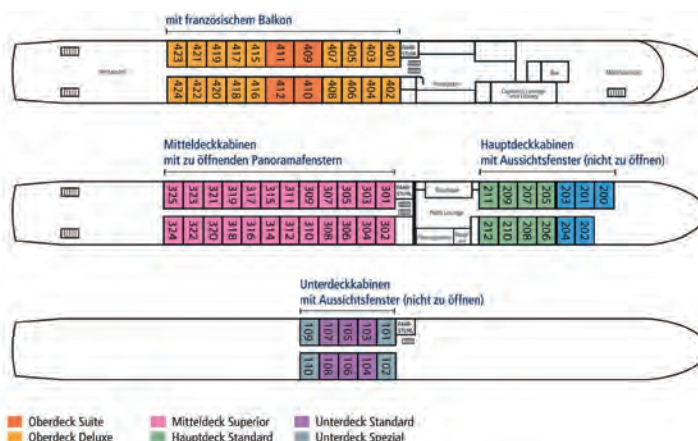 mit französischem Balkon
423 421 419 417 415 411 409 407 405 403 401
424 422 420 418 416 412 410 408 406 404 402
Restaurant
Bar
Captain's Lounge
Mitteldeckkabinen
mit zu öffnenden Panoramafenstern
Hauptdeckkabinen
mit Aussichtsfenster (nicht zu öffnen)
325 323 321 319 317 315 311 309 307 305 303 301
211 209 207 205 203 201 200
324 322 320 318 316 314 312 310 308 306 304 302
212 210 208 206 204 202
Unterdeckkabinen
mit Aussichtsfenster (nicht zu öffnen)
109 107 105 103 101
110 108 106 104 102
Oberdeck Suite
Mitteldeck Superior
Unterdeck Standard
Oberdeck Deluxe
Hauptdeck Standard
Unterdeck Spezial